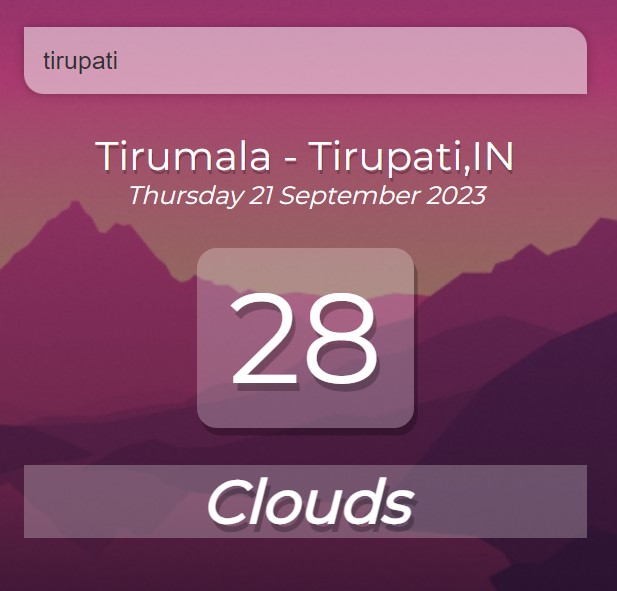 tirupati
Tirumala - Tirupati,IN
Thursday 21 September 2023
28
Clouds